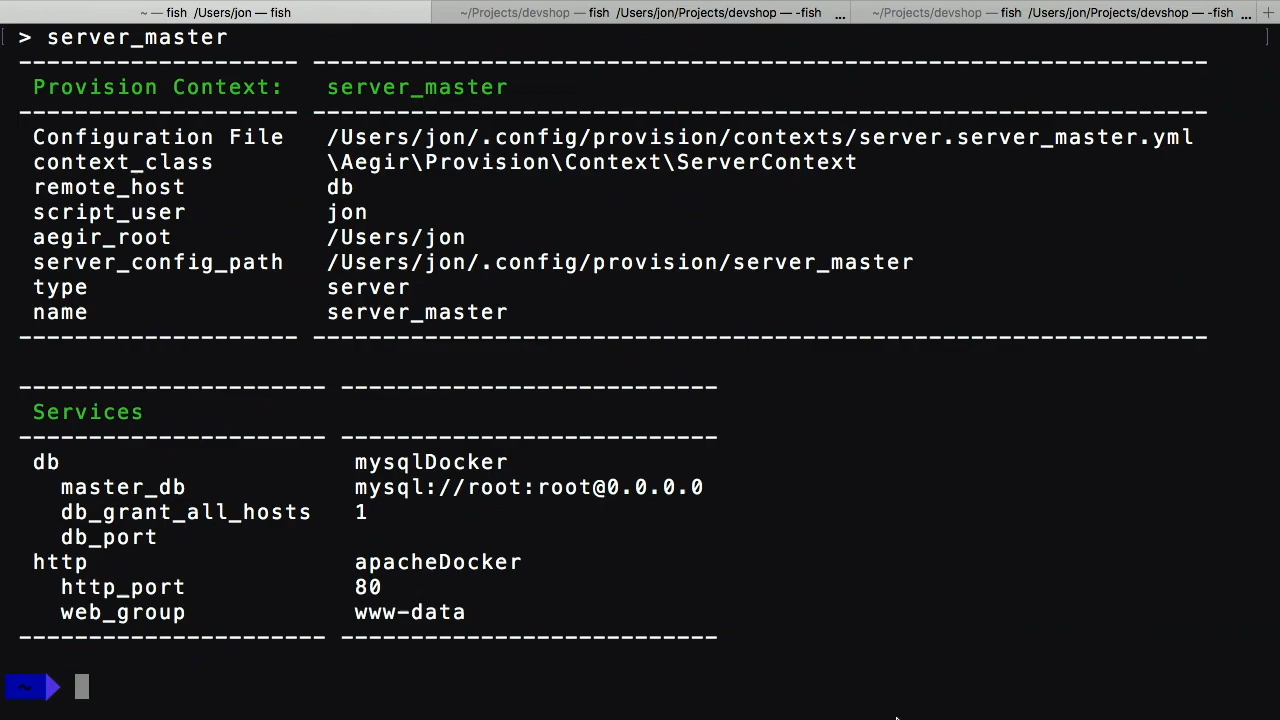 ~ — fish /Users/jon — fish
~/Projects/devshop — fish /Users/jon/Projects/devshop — -fish ...
~/Projects/devshop — fish /Users/jon/Projects/devshop — -fish ... +
[ > server_master ]
-------------------- -----------------------------------------------------------------
Provision Context: server_master
-------------------- -----------------------------------------------------------------
Configuration File /Users/jon/.config/provision/contexts/server.server_master.yml
context_class \Aegir\Provision\Context\ServerContext
remote_host db
script_user jon
aegir_root /Users/jon
server_config_path /Users/jon/.config/provision/server_master
type server
name server_master
-------------------- -----------------------------------------------------------------
---------------------- ---------------------------
Services
---------------------- ---------------------------
db mysqlDocker
master_db mysql://root:root@0.0.0.0
db_grant_all_hosts 1
db_port
http apacheDocker
http_port 80
web_group www-data
---------------------- ---------------------------
~